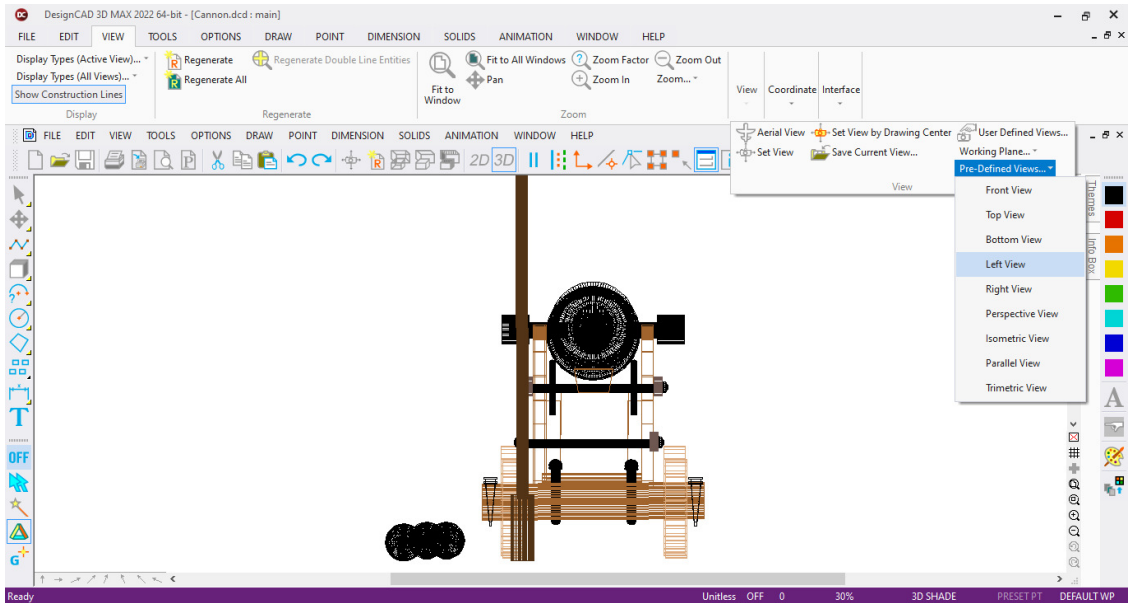 DesignCAD 3D MAX 2022 64-bit - [Cannon.dcd : main]
FILE EDIT VIEW TOOLS OPTIONS DRAW POINT DIMENSION SOLIDS ANIMATION WINDOW HELP
Display Types (Active View)... Regenerate Regenerate Double Line Entities Fit to All Windows Zoom Factor Zoom Out
Display Types (All Views)... Regenerate All Pan Zoom In Zoom...
Show Construction Lines
Fit to
Window
View Coordinate Interface
Display Regenerate Zoom
FILE EDIT VIEW TOOLS OPTIONS DRAW POINT DIMENSION SOLIDS ANIMATION WINDOW HELP
2D 3D
Aerial View Set View by Drawing Center User Defined Views...
Set View Save Current View... Working Plane...
Pre-Defined Views...
View
Front View
Top View
Bottom View
Left View
Right View
Perspective View
Isometric View
Parallel View
Trimetric View
Themes
Info Box
T
OFF
G
A
Ready Unitless OFF 0 30% 3D SHADE PRESET PT DEFAULT WP